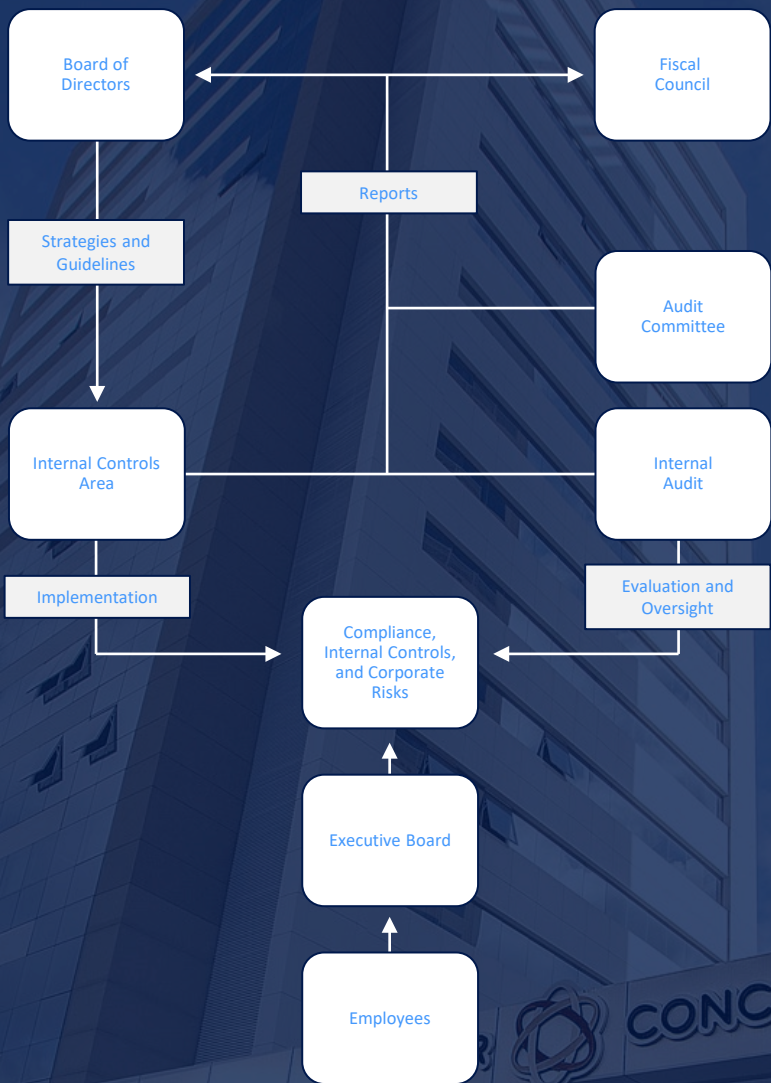 Board of
Directors
Fiscal
Council
Reports
Strategies and
Guidelines
Audit
Committee
Internal Controls
Area
Internal
Audit
Implementation
Evaluation and
Oversight
Compliance,
Internal Controls,
and Corporate
Risks
Executive Board
Employees
R
CONC